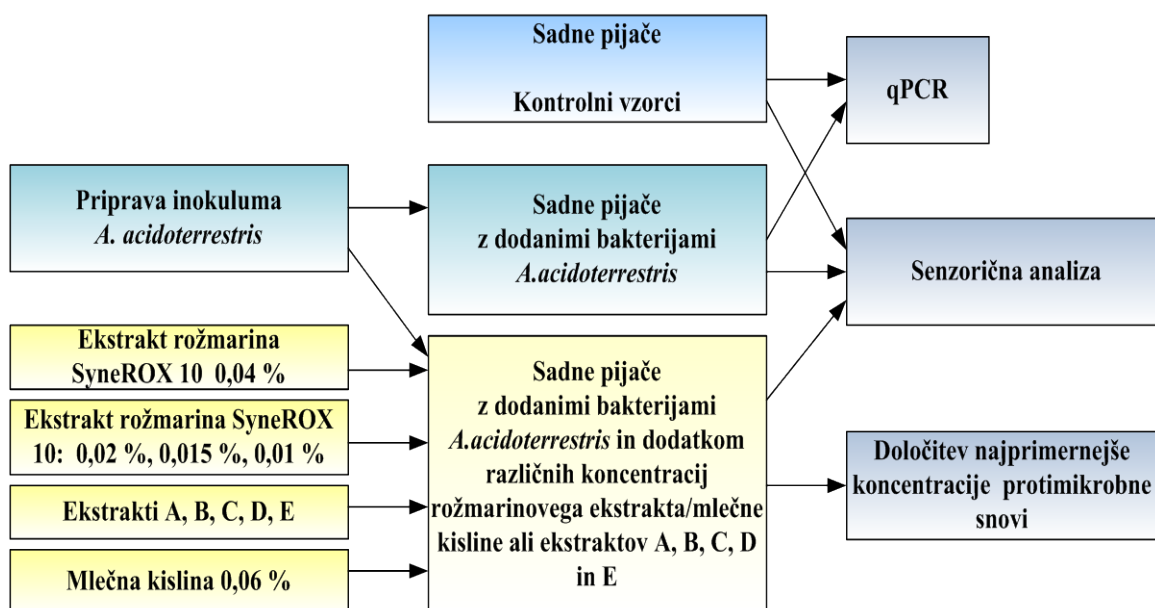 Sadne pijače
Kontrolni vzorci
qPCR
Priprava inokuluma
A. acidoterrestris
Sadne pijače
z dodanimi bakterijami
A.acidoterrestris
Senzorična analiza
Ekstrakt rožmarina
SyneROX 10 0,04 %
Ekstrakt rožmarina SyneROX
10: 0,02 %, 0,015 %, 0,01 %
Ekstrakti A, B, C, D, E
Mlečna kislina 0,06 %
Sadne pijače
z dodanimi bakterijami
A.acidoterrestris in dodatkom
različnih koncentracij
rožmarinovega ekstrakta/mlečne
kisline ali ekstraktov A, B, C, D
in E
Določitev najprimernejše
koncentracije protimikrobne
snovi